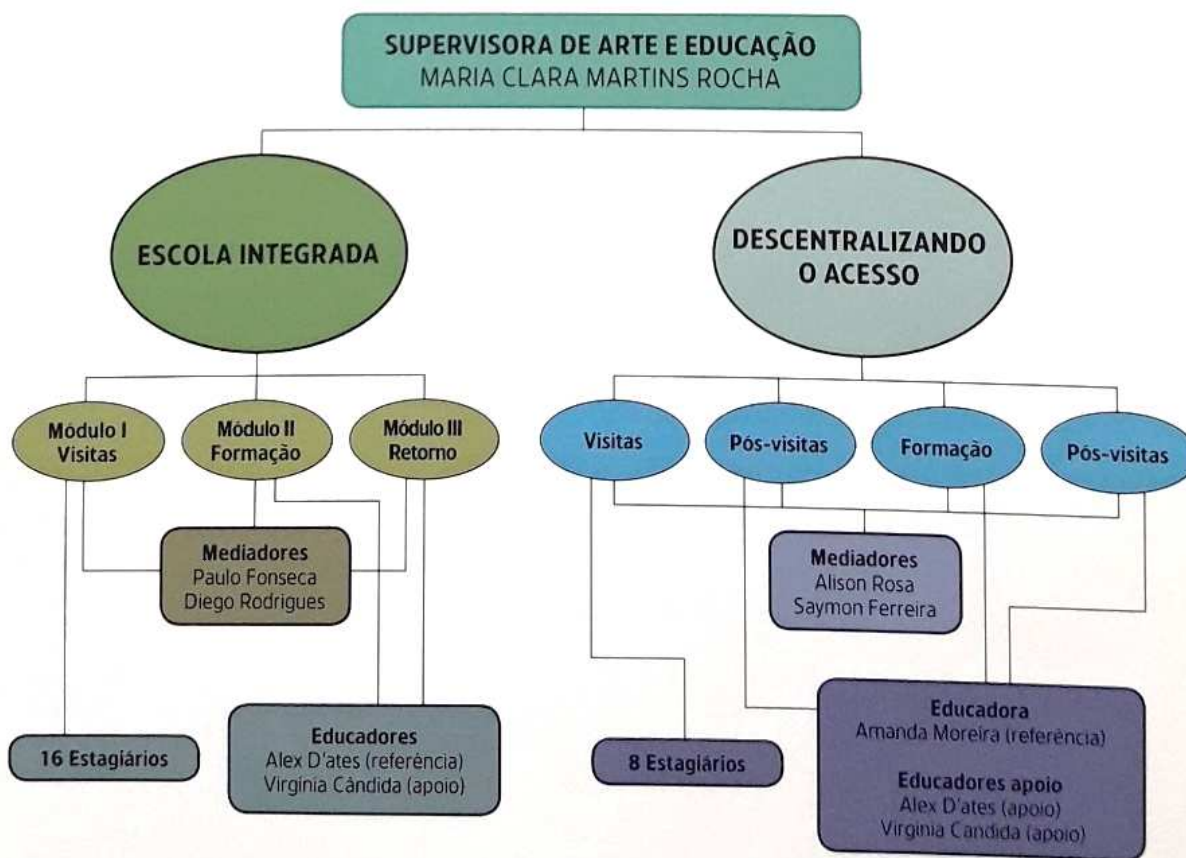 SUPERVISORA DE ARTE E EDUCAÇÃO
MARIA CLARA MARTINS ROCHA
ESCOLA INTEGRADA
DESCENTRALIZANDO
O ACESSO
Módulo I
Visitas
Módulo II
Formação
Módulo III
Retorno
Visitas
Pós-visitas
Formação
Pós-visitas
Mediadores
Paulo Fonseca
Diego Rodrigues
Mediadores
Alison Rosa
Saymon Ferreira
16 Estagiários
Educadores
Alex D'ates (referência)
Virgínia Cândida (apoio)
8 Estagiários
Educadora
Amanda Moreira (referência)
Educadores apoio
Alex D'ates (apoio)
Virgínia Candida (apoio)